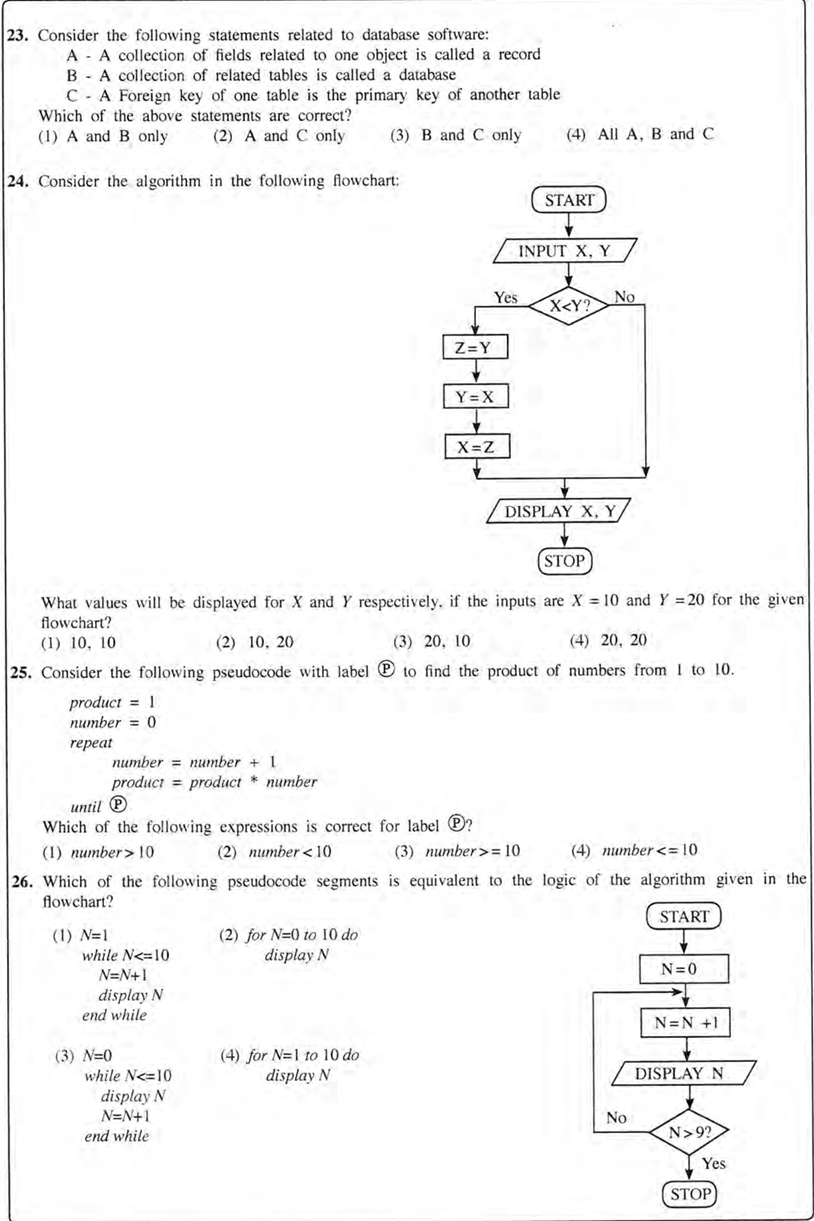 23. Consider the following statements related to database software:
A - A collection of fields related to one object is called a record
B - A collection of related tables is called a database
C - A Foreign key of one table is the primary key of another table
Which of the above statements are correct?
(1) A and B only (2) A and C only (3) B and C only (4) All A, B and C
24. Consider the algorithm in the following flowchart:
START
INPUT X, Y
Yes X<Y? No
Z=Y
Y=X
X=Z
DISPLAY X, Y
STOP
What values will be displayed for X and Y respectively, if the inputs are X = 10 and Y =20 for the given
flowchart?
(1) 10, 10 (2) 10, 20 (3) 20, 10 (4) 20, 20
25. Consider the following pseudocode with label Ⓟ to find the product of numbers from 1 to 10.
product = 1
number = 0
repeat
number = number + 1
product = product * number
until Ⓟ
Which of the following expressions is correct for label Ⓟ?
(1) number> 10 (2) number< 10 (3) number>= 10 (4) number<= 10
26. Which of the following pseudocode segments is equivalent to the logic of the algorithm given in the
flowchart?
(1) N=1
while N<=10
N=N+1
display N
end while
(2) for N=0 to 10 do
display N
(3) N=0
while N<=10
display N
N=N+1
end while
(4) for N=1 to 10 do
display N
START
N=0
N=N +1
DISPLAY N
No
N>9?
Yes
STOP